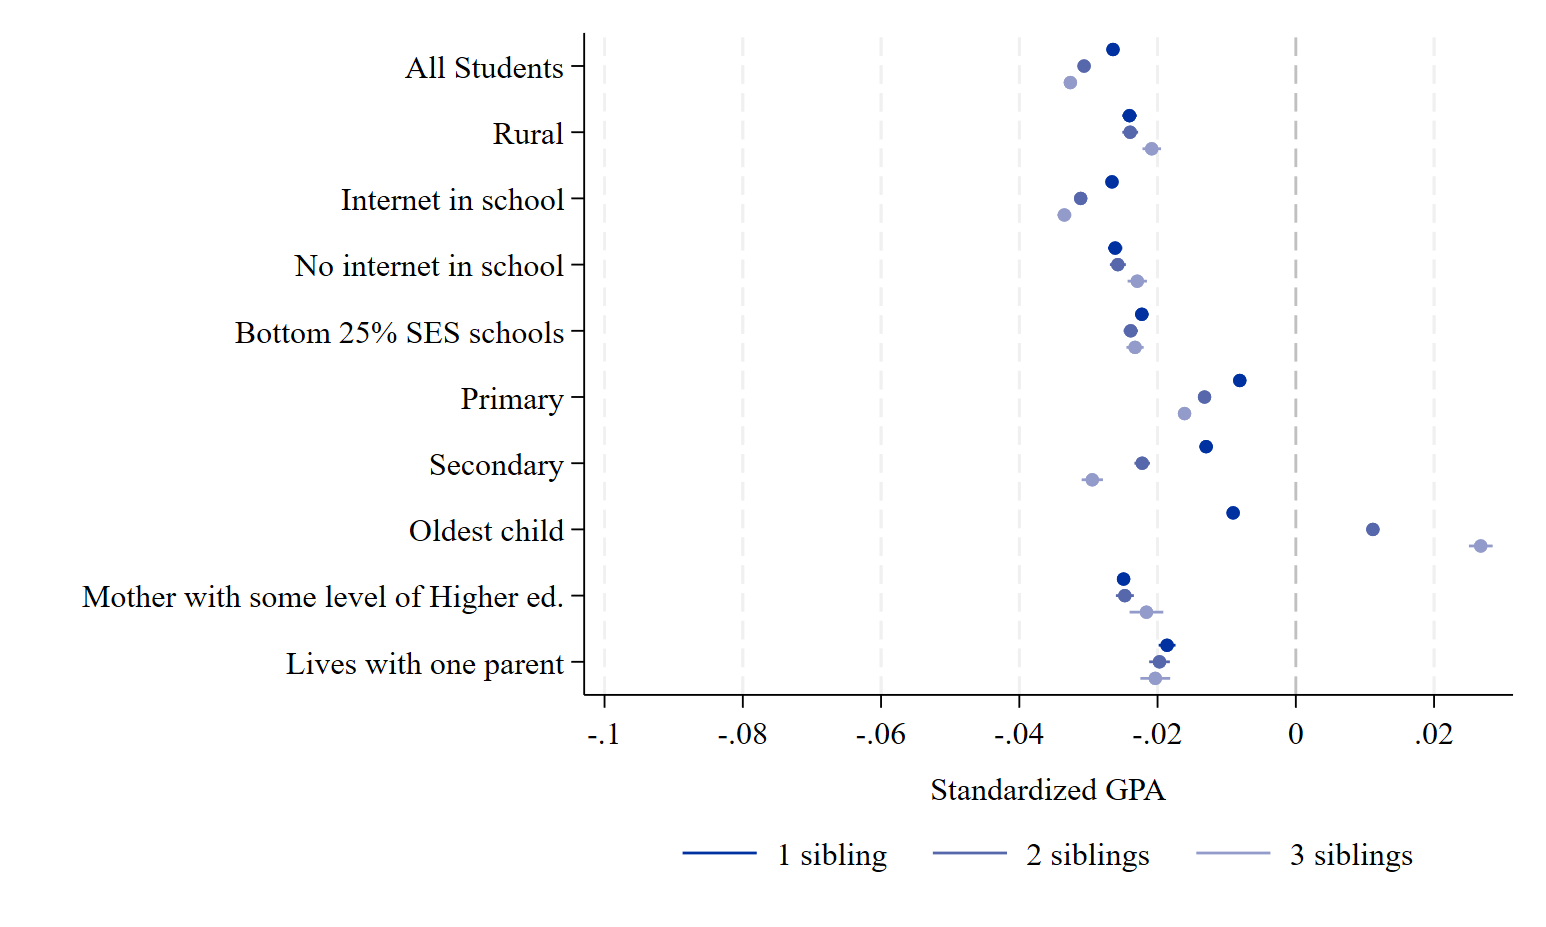 All Students
Rural
Internet in school
No internet in school
Bottom 25% SES schools
Primary
Secondary
Oldest child
Mother with some level of Higher ed.
Lives with one parent
-.1 -.08 -.06 -.04 -.02 0 .02
Standardized GPA
1 sibling 2 siblings 3 siblings